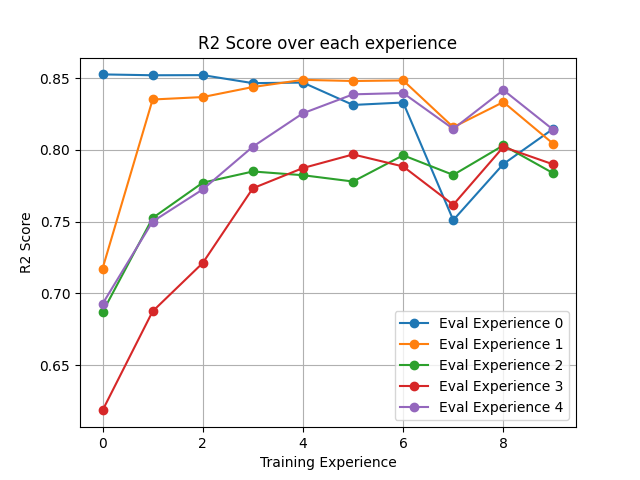 R2 Score over each experience
0.85
0.80
0.75
0.70
0.65
R2 Score
0
2
4
6
8
Training Experience
Eval Experience 0
Eval Experience 1
Eval Experience 2
Eval Experience 3
Eval Experience 4